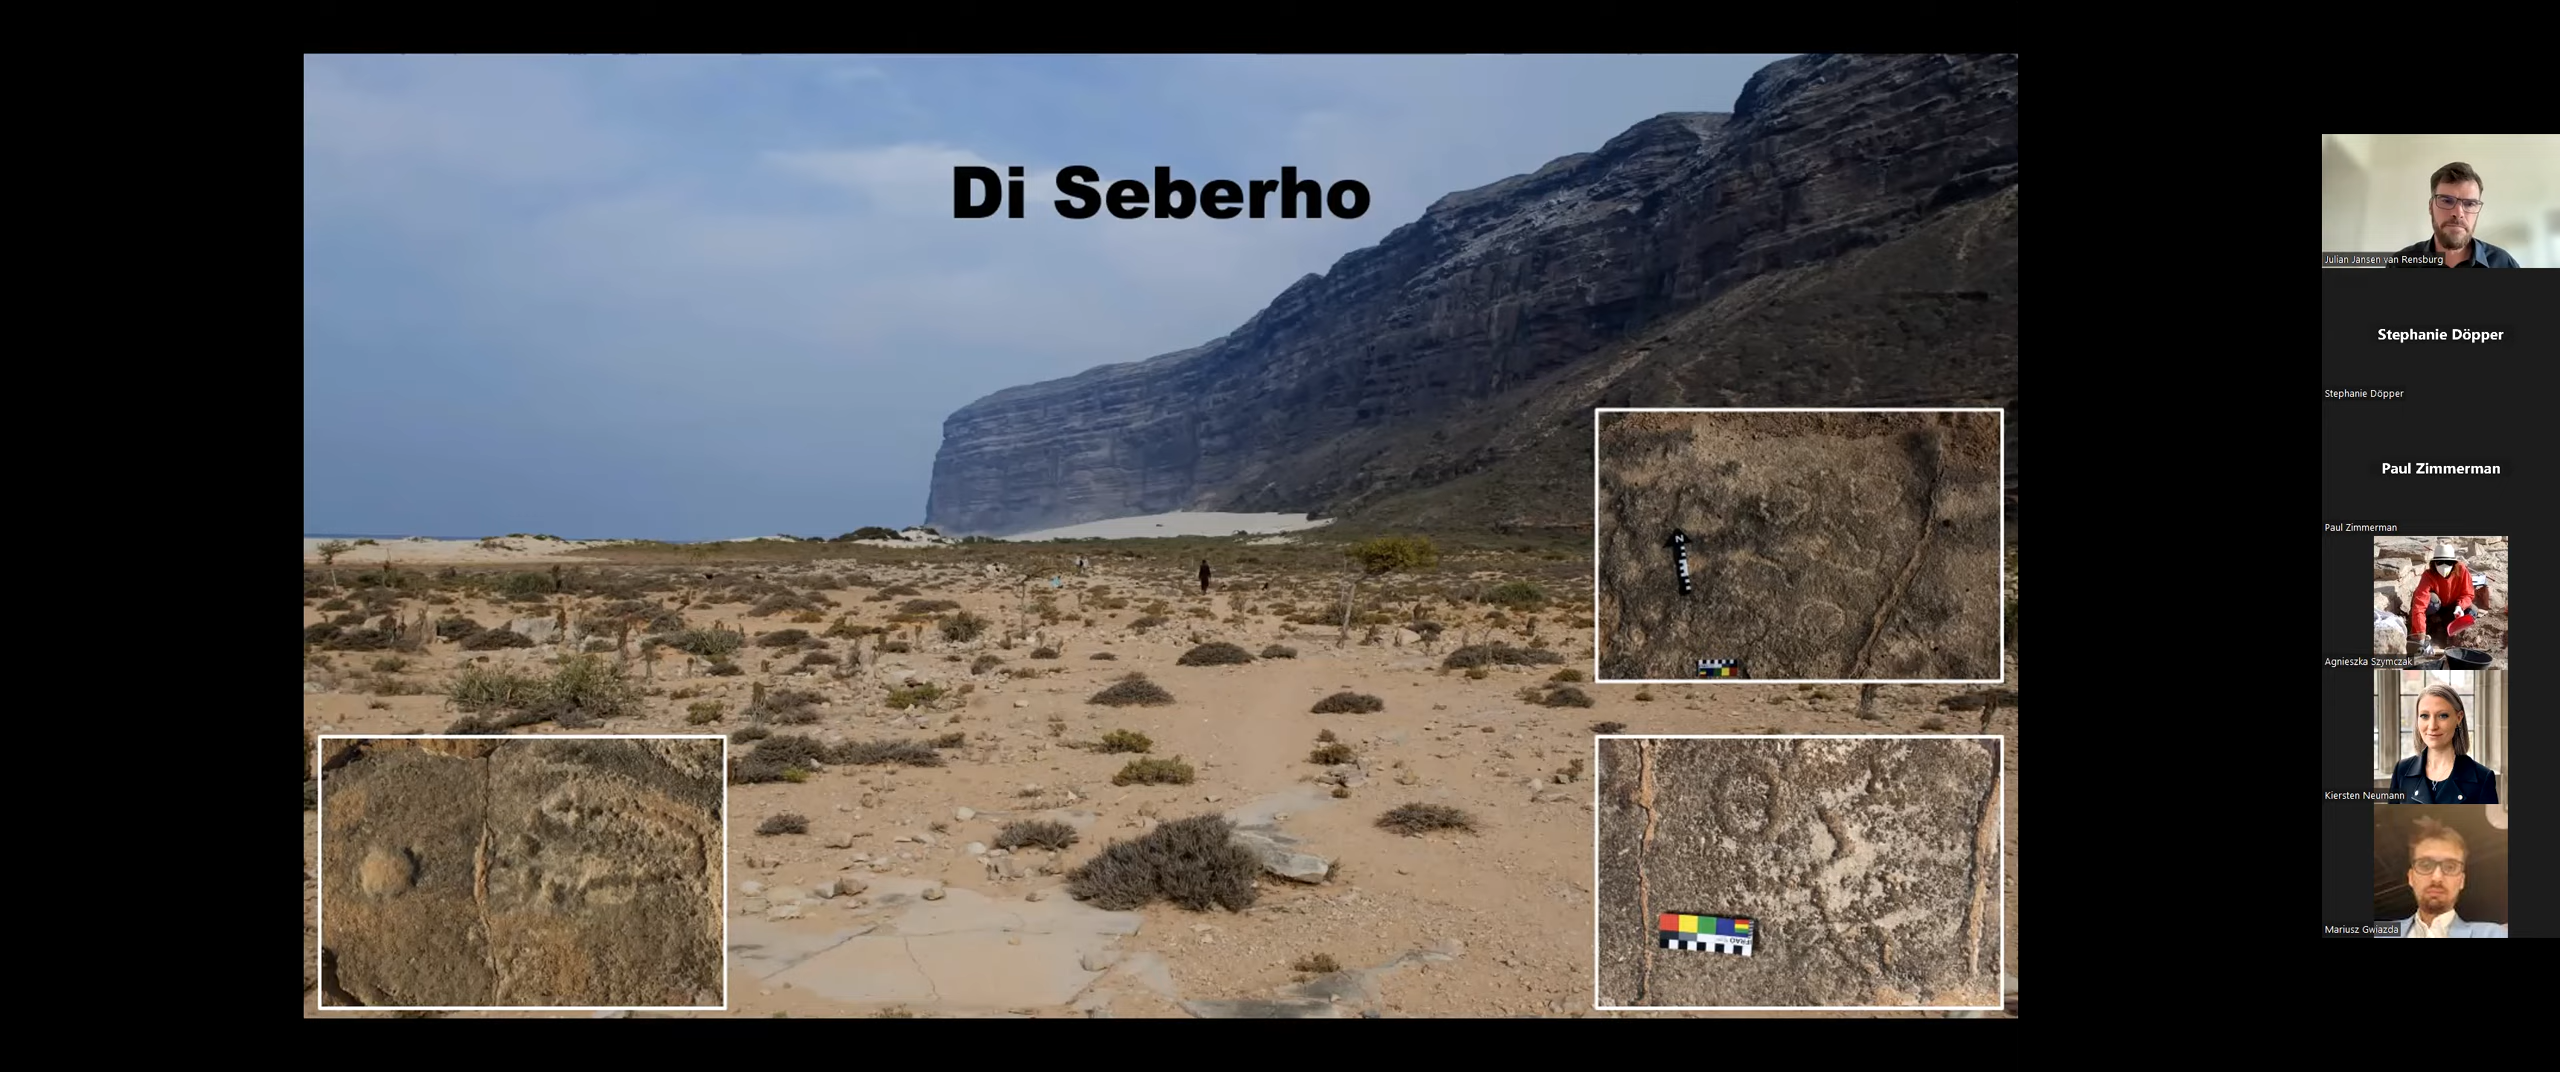 Di Seberho
N
IFRAO
Julian Jansen van Rensburg
Stephanie Döpper
Stephanie Döpper
Paul Zimmerman
Paul Zimmerman
Agnieszka Szymczak
Kiersten Neumann
Mariusz Gwiazda